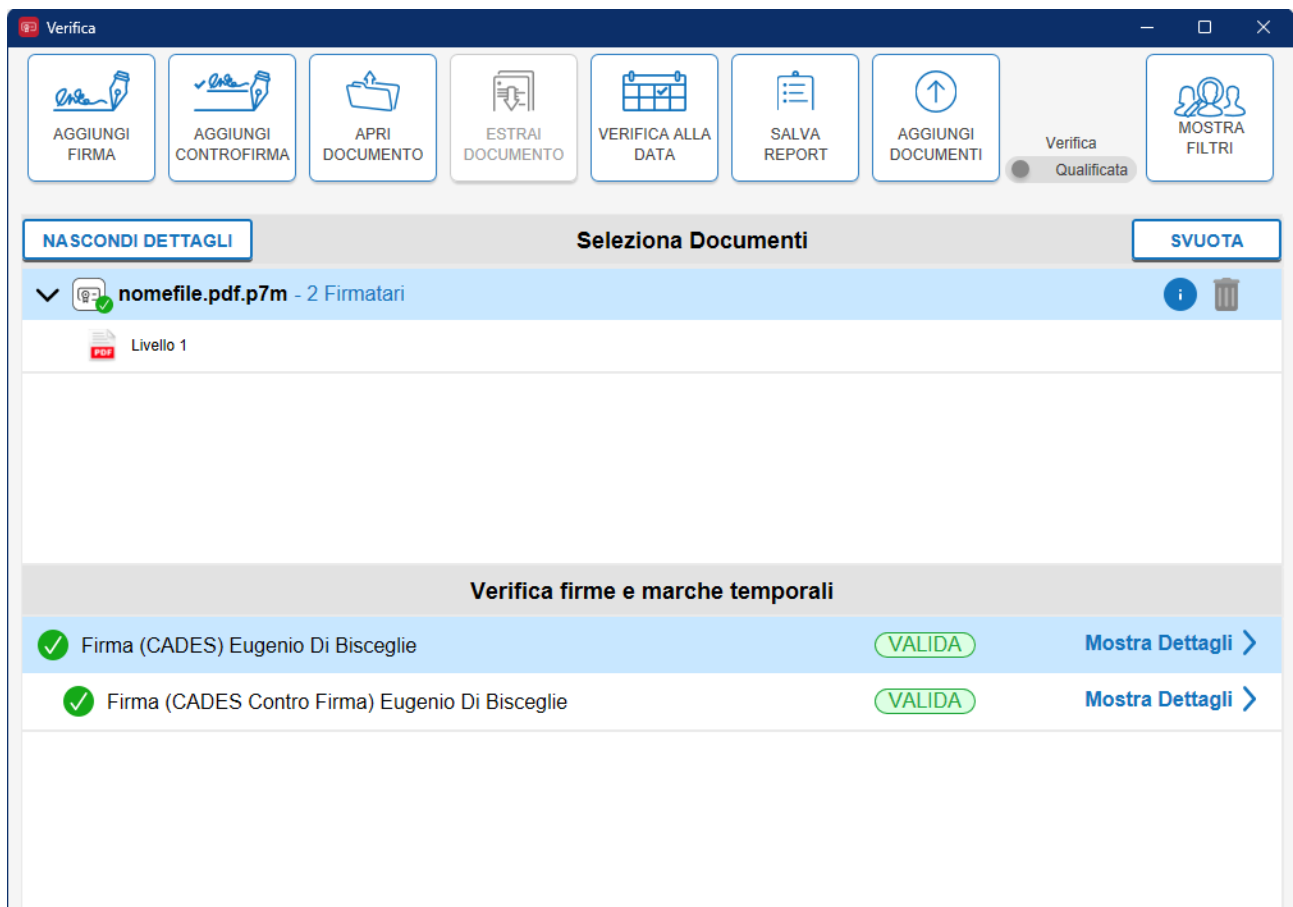 Verifica
AGGIUNGI
FIRMA
AGGIUNGI
CONTROFIRMA
APRI
DOCUMENTO
ESTRAI
DOCUMENTO
VERIFICA ALLA
DATA
SALVA
REPORT
AGGIUNGI
DOCUMENTI
Verifica
Qualificata
MOSTRA
FILTRI
NASCONDI DETTAGLI
Seleziona Documenti
SVUOTA
nomefile.pdf.p7m - 2 Firmatari
i
PDF
Livello 1
Verifica firme e marche temporali
Firma (CADES) Eugenio Di Bisceglie
VALIDA
Mostra Dettagli
Firma (CADES Contro Firma) Eugenio Di Bisceglie
VALIDA
Mostra Dettagli